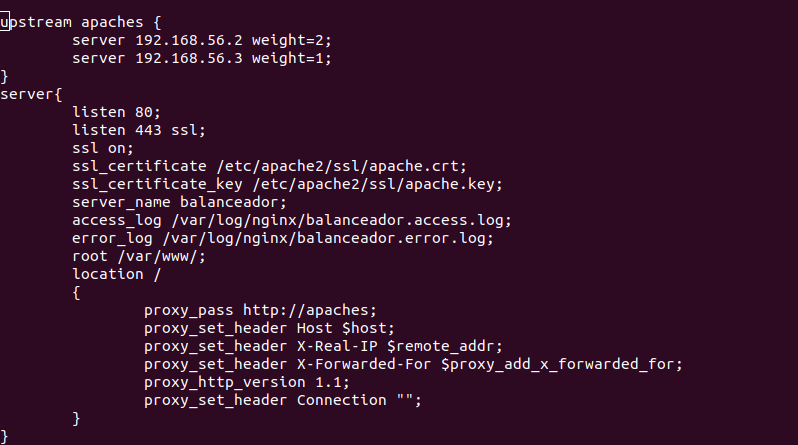 upstream apaches {
        server 192.168.56.2 weight=2;
        server 192.168.56.3 weight=1;
}
server{
        listen 80;
        listen 443 ssl;
        ssl on;
        ssl_certificate /etc/apache2/ssl/apache.crt;
        ssl_certificate_key /etc/apache2/ssl/apache.key;
        server_name balanceador;
        access_log /var/log/nginx/balanceador.access.log;
        error_log /var/log/nginx/balanceador.error.log;
        root /var/www/;
        location /
        {
                proxy_pass http://apaches;
                proxy_set_header Host $host;
                proxy_set_header X-Real-IP $remote_addr;
                proxy_set_header X-Forwarded-For $proxy_add_x_forwarded_for;
                proxy_http_version 1.1;
                proxy_set_header Connection "";
        }
}